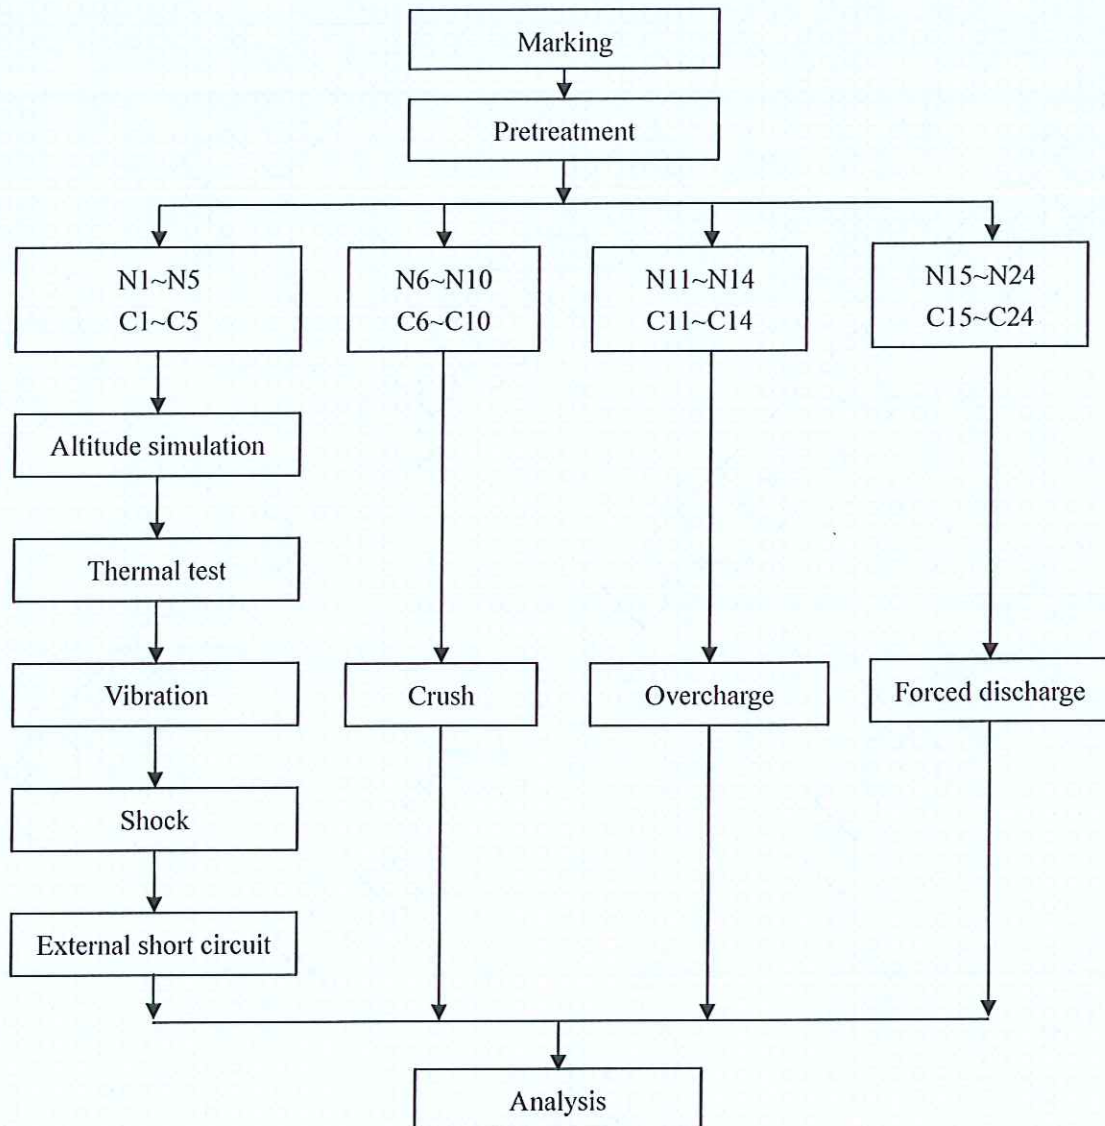 Marking
Pretreatment
N1~N5
C1~C5
N6~N10
C6~C10
N11~N14
C11~C14
N15~N24
C15~C24
Altitude simulation
Thermal test
Vibration
Crush
Overcharge
Forced discharge
Shock
External short circuit
Analysis